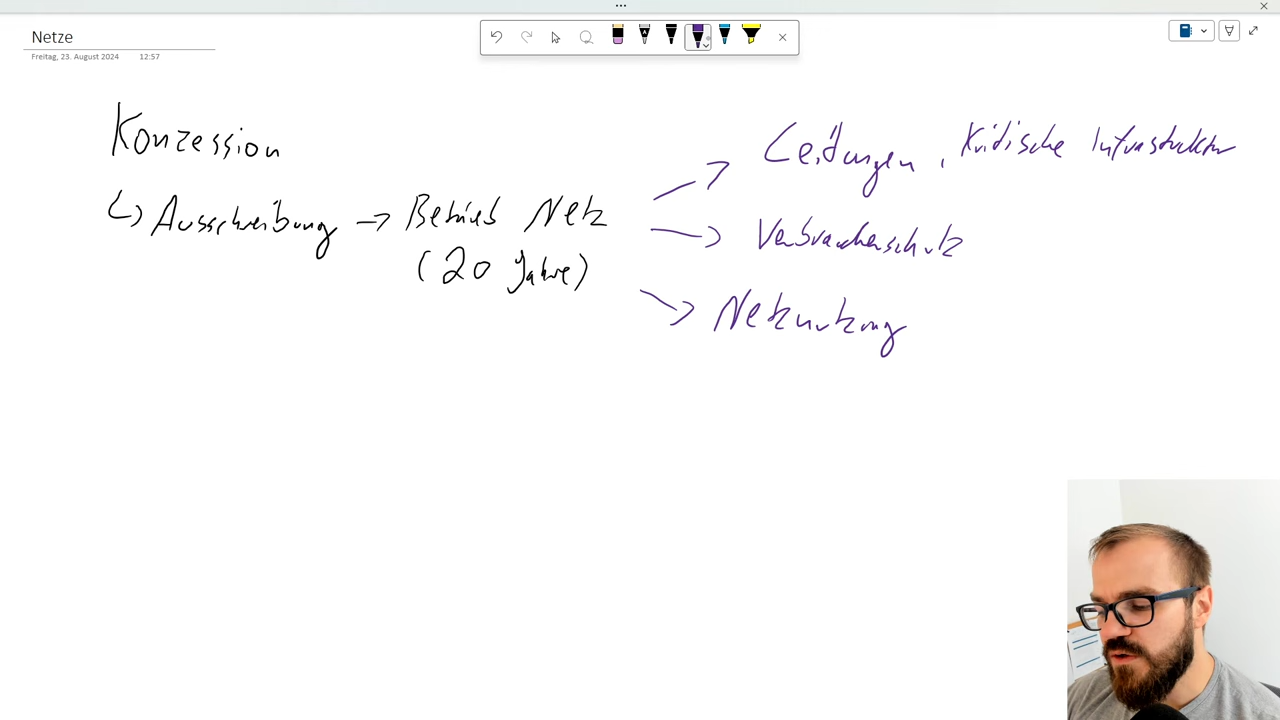 Netze
Freitag, 23. August 2024 12:57
Konzession
↳ Ausschreibung → Betrieb Netz
(20 Jahre)
→ Leitungen, Kritische Infrastruktur
→ Verbraucherschutz
→ Netznutzung